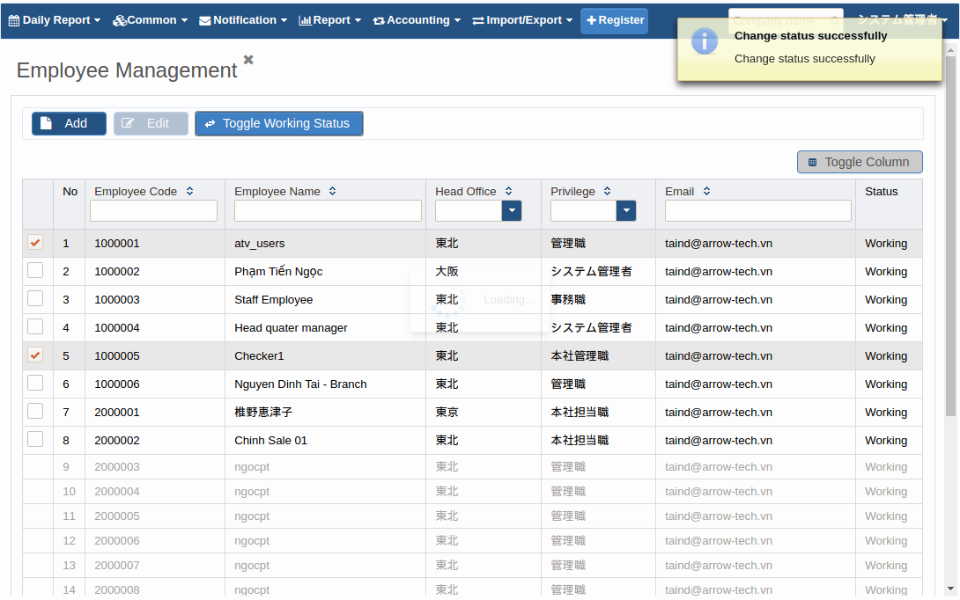 Daily Report Common Notification Report Accounting Import/Export Register システム管理者
Change status successfully
Change status successfully
Employee Management
Add Edit Toggle Working Status
Toggle Column
No Employee Code Employee Name Head Office Privilege Email Status
1 1000001 atv_users 東北 管理職 taind@arrow-tech.vn Working
2 1000002 Phạm Tiến Ngọc 大阪 システム管理者 taind@arrow-tech.vn Working
3 1000003 Staff Employee 東北 事務職 taind@arrow-tech.vn Working
Loading...
4 1000004 Head quater manager 東北 システム管理者 taind@arrow-tech.vn Working
5 1000005 Checker1 東北 本社管理職 taind@arrow-tech.vn Working
6 1000006 Nguyen Dinh Tai - Branch 東北 管理職 taind@arrow-tech.vn Working
7 2000001 椎野恵津子 東京 本社担当職 taind@arrow-tech.vn Working
8 2000002 Chinh Sale 01 東北 本社担当職 taind@arrow-tech.vn Working
9 2000003 ngocpt 東北 管理職 taind@arrow-tech.vn Working
10 2000004 ngocpt 東北 管理職 taind@arrow-tech.vn Working
11 2000005 ngocpt 東北 管理職 taind@arrow-tech.vn Working
12 2000006 ngocpt 東北 管理職 taind@arrow-tech.vn Working
13 2000007 ngocpt 東北 管理職 taind@arrow-tech.vn Working
14 2000008 ngocpt 東北 管理職 taind@arrow-tech.vn Working